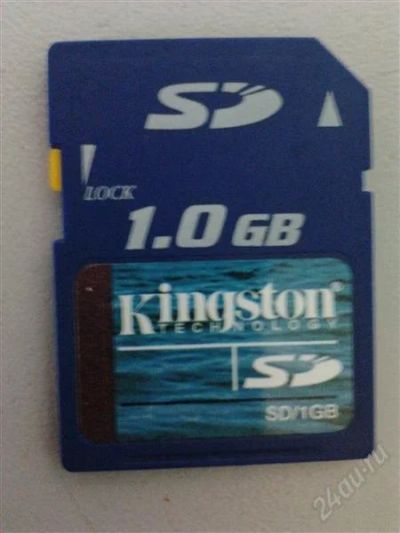 SD
LOCK
1.0 GB
Kingston
TECHNOLOGY
SD
SD/1GB
24au.ru